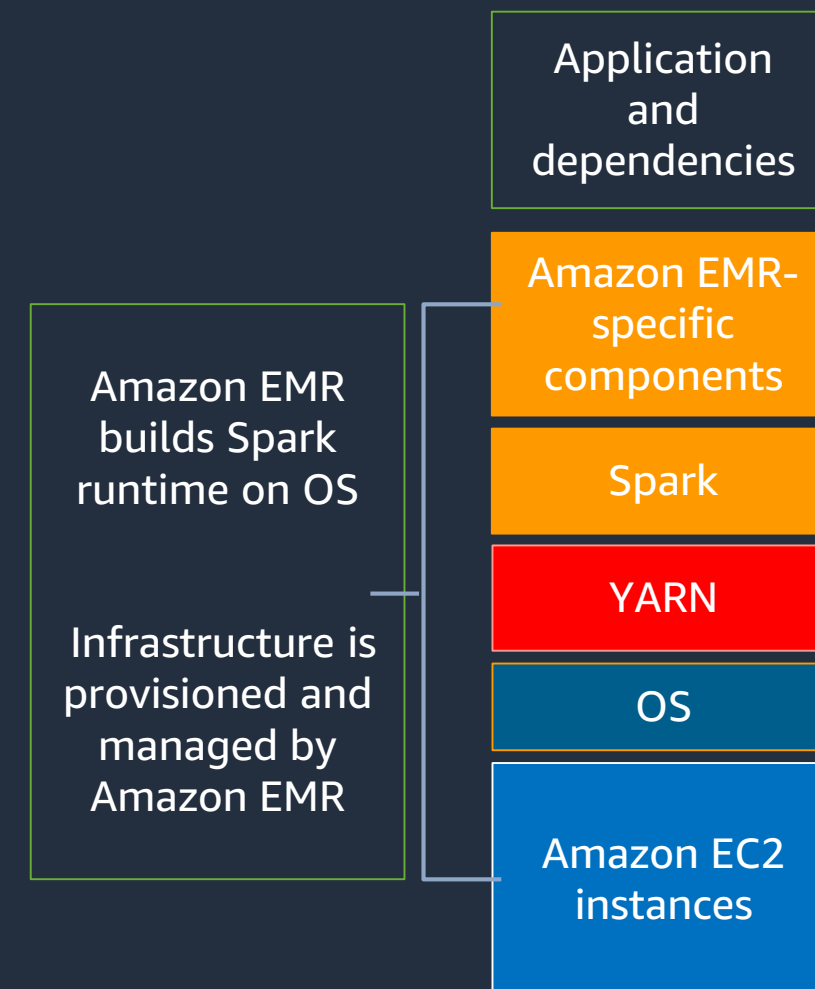 Application
and
dependencies
Amazon EMR-
specific
components
Amazon EMR
builds Spark
runtime on OS
Spark
YARN
Infrastructure is
provisioned and
managed by
Amazon EMR
OS
Amazon EC2
instances